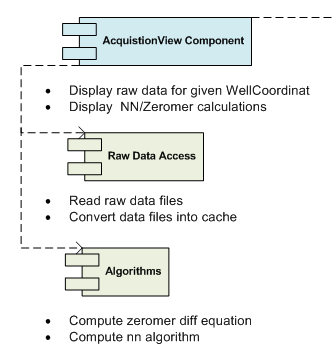 AcquistionView Component
• Display raw data for given WellCoordinat
• Display NN/Zeromer calculations
Raw Data Access
• Read raw data files
• Convert data files into cache
Algorithms
• Compute zeromer diff equation
• Compute nn algorithm